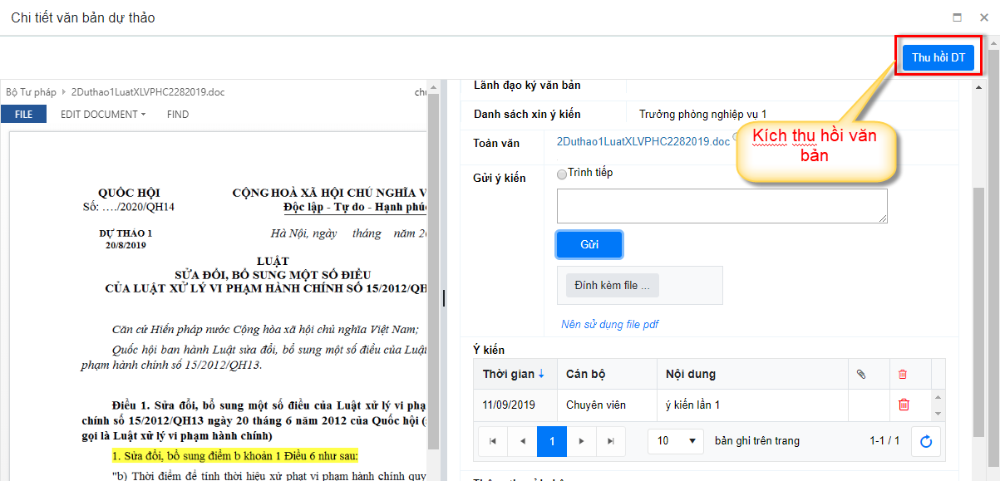 Chi tiết văn bản dự thảo
Thu hồi DT
Kích thu hồi văn
bản
Bộ Tư pháp 2Duthao1LuatXLVPHC2282019.doc
FILE EDIT DOCUMENT FIND
QUỐC HỘI
Số: …./2020/QH14
CỘNG HOÀ XÃ HỘI CHỦ NGHĨA V
Độc lập - Tự do - Hạnh phúc
DỰ THẢO 1
20/8/2019
Hà Nội, ngày tháng năm 20
LUẬT
SỬA ĐỔI, BỔ SUNG MỘT SỐ ĐIỀU
CỦA LUẬT XỬ LÝ VI PHẠM HÀNH CHÍNH SỐ 15/2012/QH
Căn cứ Hiến pháp nước Cộng hòa xã hội chủ nghĩa Việt Nam;
Quốc hội ban hành Luật sửa đổi, bổ sung một số điều của Luật
phạm hành chính số 15/2012/QH13.
Điều 1. Sửa đổi, bổ sung một số điều của Luật xử lý vi phạ
chính số 15/2012/QH13 ngày 20 tháng 6 năm 2012 của Quốc hội (
gọi là Luật xử lý vi phạm hành chính)
1. Sửa đổi, bổ sung điểm b khoản 1 Điều 6 như sau:
"b) Thời điểm để tính thời hiệu xử phạt vi phạm hành chính quy
Lãnh đạo ký văn bản
Danh sách xin ý kiến Trưởng phòng nghiệp vụ 1
Toàn văn 2Duthao1LuatXLVPHC2282019.doc
Gửi ý kiến Trình tiếp
Gửi
Đính kèm file ...
Nên sử dụng file pdf
Ý kiến
Thời gian Cán bộ Nội dung
11/09/2019 Chuyên viên ý kiến lần 1
1 10 bản ghi trên trang 1-1 / 1